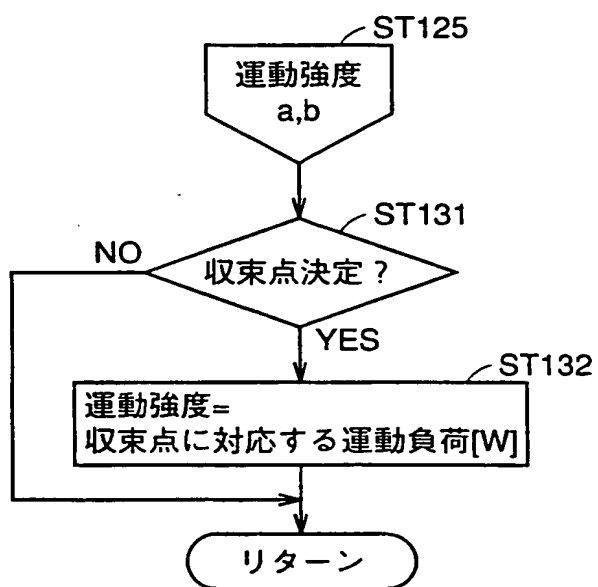 ST125
運動強度
a,b
ST131
NO
収束点決定？
YES
ST132
運動強度=
収束点に対応する運動負荷[W]
リターン